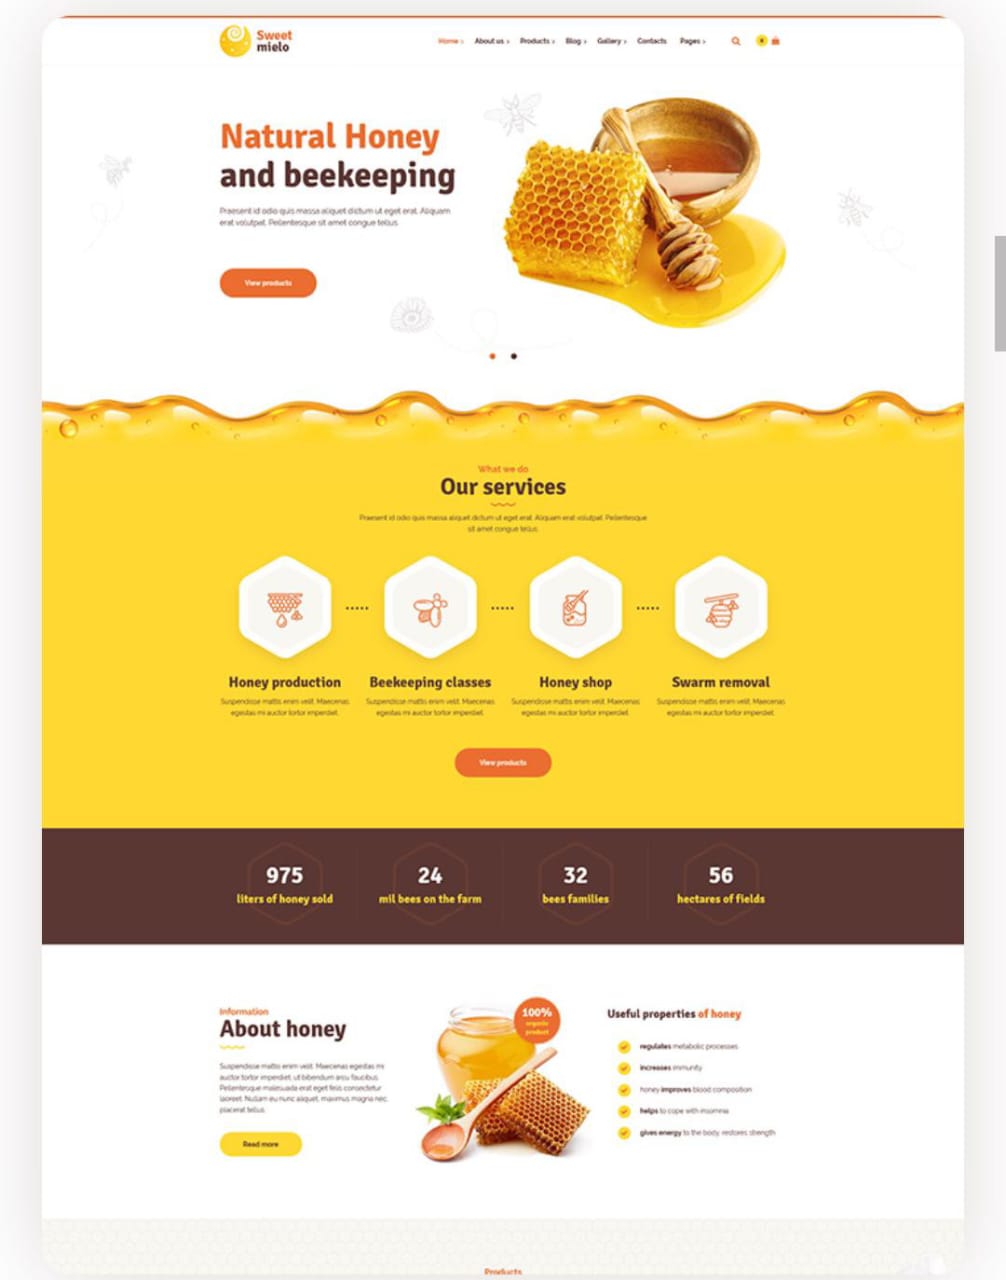 Sweet
mielo
Home › About us › Products › Blog › Gallery › Contacts Pages ›
Natural Honey
and beekeeping
Praesent id odio quis massa aliquet dictum ut eget erat. Aliquam
erat volutpat. Pellentesque sit amet congue tellus.
View products
What we do
Our services
Praesent id odio quis massa aliquet dictum ut eget erat. Aliquam erat volutpat. Pellentesque
sit amet congue tellus.
Honey production
Suspendisse mattis enim velit. Maecenas
egestas mi auctor tortor imperdiet.
Beekeeping classes
Suspendisse mattis enim velit. Maecenas
egestas mi auctor tortor imperdiet.
Honey shop
Suspendisse mattis enim velit. Maecenas
egestas mi auctor tortor imperdiet.
Swarm removal
Suspendisse mattis enim velit. Maecenas
egestas mi auctor tortor imperdiet.
View products
975
liters of honey sold
24
mil bees on the farm
32
bees families
56
hectares of fields
Information
About honey
Suspendisse mattis enim velit. Maecenas egestas mi
auctor tortor imperdiet, ut bibendum arcu faucibus.
Pellentesque malesuada erat eget felis consectetur
laoreet. Nullam eu nunc aliquet, maximus magna nec,
placerat tellus.
Read more
100%
organic
product
Useful properties of honey
regulates metabolic processes
increases immunity
honey improves blood composition
helps to cope with insomnia
gives energy to the body, restores strength
Products